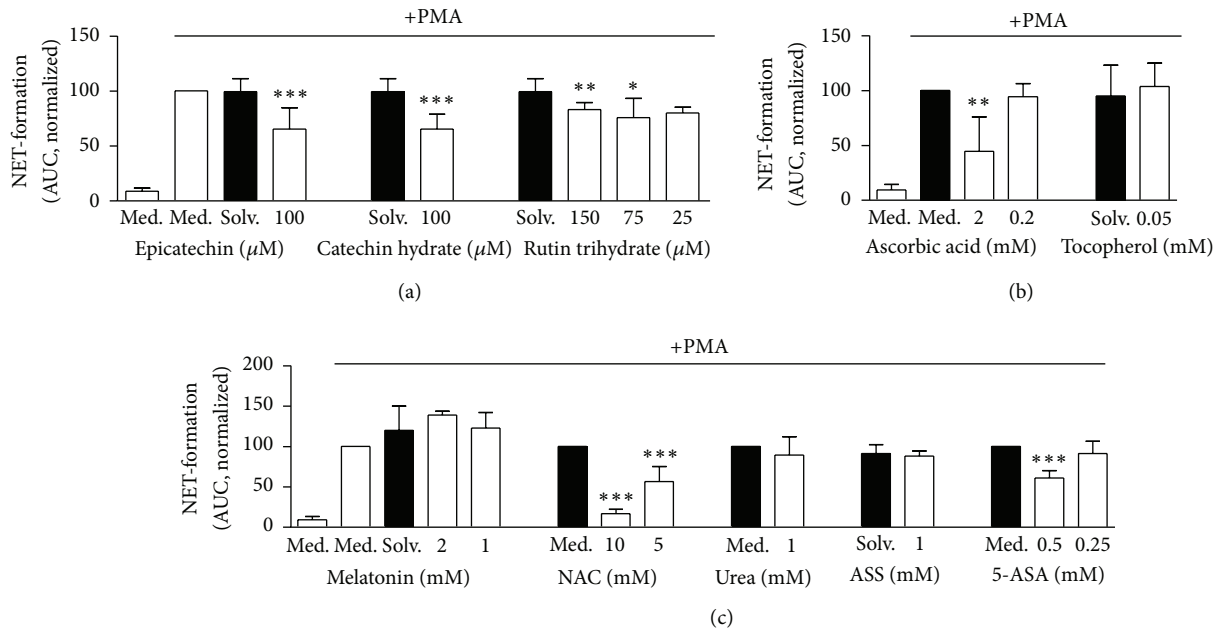 +PMA
NET-formation
(AUC, normalized)
150
100
50
0
*** *** ** *
Med. Med. Solv. 100 Solv. 100 Solv. 150 75 25
Epicatechin (μM) Catechin hydrate (μM) Rutin trihydrate (μM)
(a)
+PMA
NET-formation
(AUC, normalized)
150
100
50
0
**
Med. Med. 2 0.2 Solv. 0.05
Ascorbic acid (mM) Tocopherol (mM)
(b)
+PMA
NET-formation
(AUC, normalized)
200
150
100
50
0
*** *** ***
Med. Med. Solv. 2 1 Med. 10 5 Med. 1 Solv. 1 Med. 0.5 0.25
Melatonin (mM) NAC (mM) Urea (mM) ASS (mM) 5-ASA (mM)
(c)